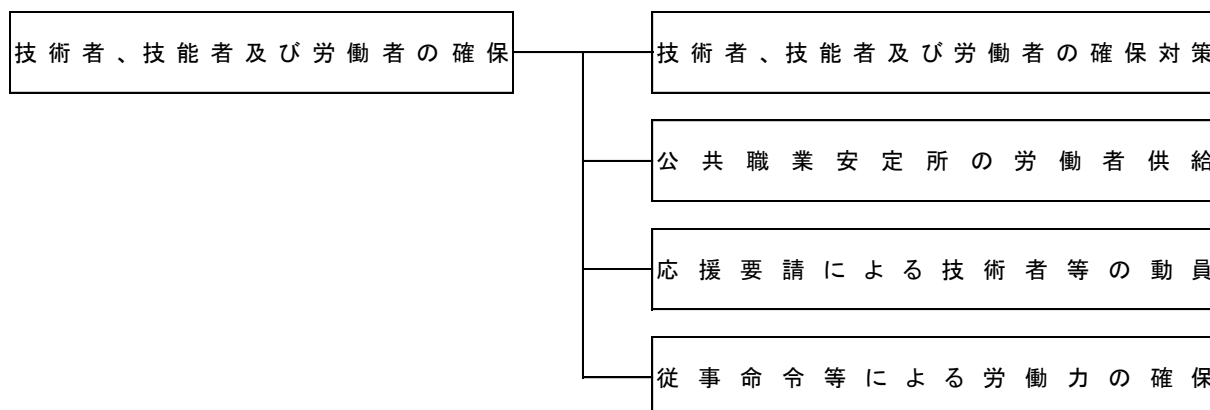 技術者、技能者及び労働者の確保
技術者、技能者及び労働者の確保対策
公共職業安定所の労働者供給
応援要請による技術者等の動員
従事命令等による労働力の確保